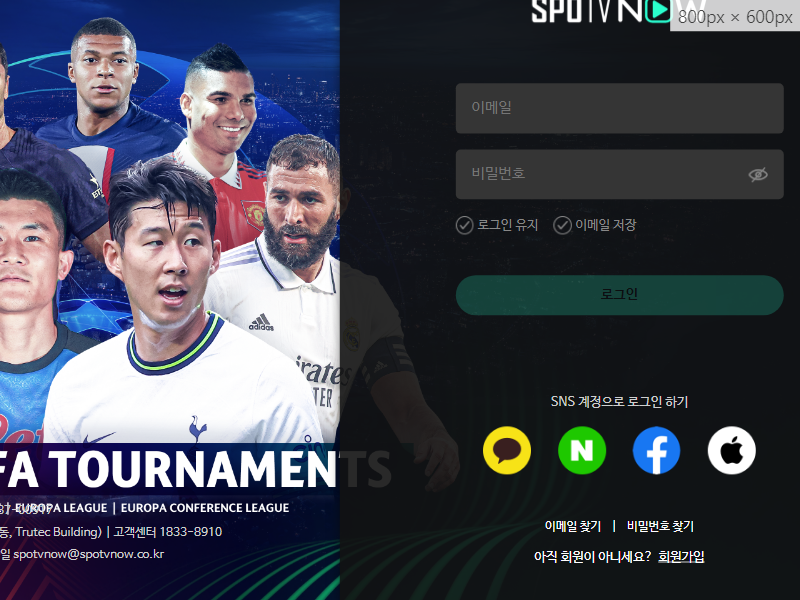 SPOTV NOW
800px × 600px
이메일
비밀번호
로그인 유지
이메일 저장
로그인
adidas
SNS 계정으로 로그인 하기
FA TOURNAMENTS
EUROPA LEAGUE | EUROPA CONFERENCE LEAGUE
동, Trutec Building) | 고객센터 1833-8910
일 spotvnow@spotvnow.co.kr
이메일 찾기 | 비밀번호 찾기
아직 회원이 아니세요? 회원가입